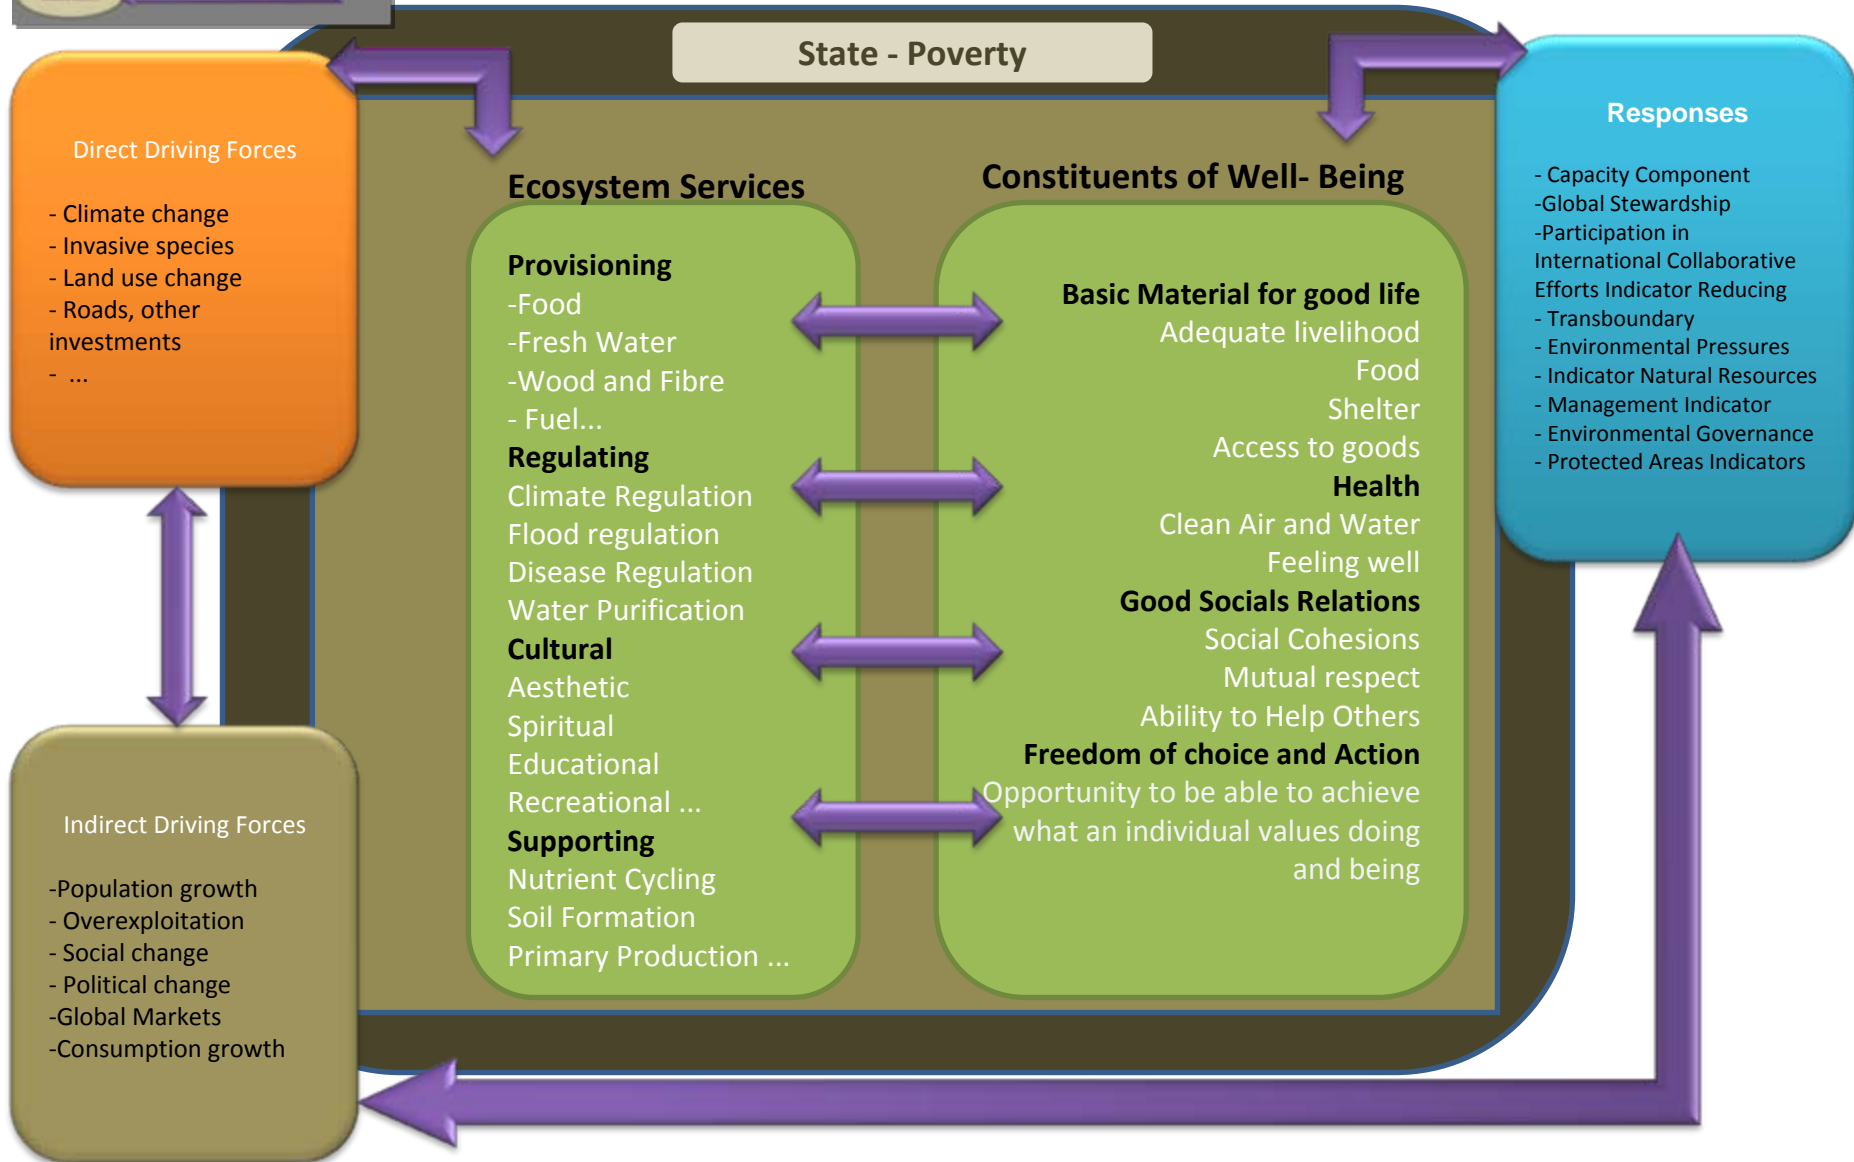 State - Poverty
Direct Driving Forces
- Climate change
- Invasive species
- Land use change
- Roads, other
investments
- ...
Ecosystem Services
Provisioning
-Food
-Fresh Water
-Wood and Fibre
- Fuel...
Regulating
Climate Regulation
Flood regulation
Disease Regulation
Water Purification
Cultural
Aesthetic
Spiritual
Educational
Recreational ...
Supporting
Nutrient Cycling
Soil Formation
Primary Production ...
Constituents of Well- Being
Basic Material for good life
Adequate livelihood
Food
Shelter
Access to goods
Health
Clean Air and Water
Feeling well
Good Socials Relations
Social Cohesions
Mutual respect
Ability to Help Others
Freedom of choice and Action
Opportunity to be able to achieve
what an individual values doing
and being
Responses
- Capacity Component
-Global Stewardship
-Participation in
International Collaborative
Efforts Indicator Reducing
- Transboundary
- Environmental Pressures
- Indicator Natural Resources
- Management Indicator
- Environmental Governance
- Protected Areas Indicators
Indirect Driving Forces
-Population growth
- Overexploitation
- Social change
- Political change
-Global Markets
-Consumption growth